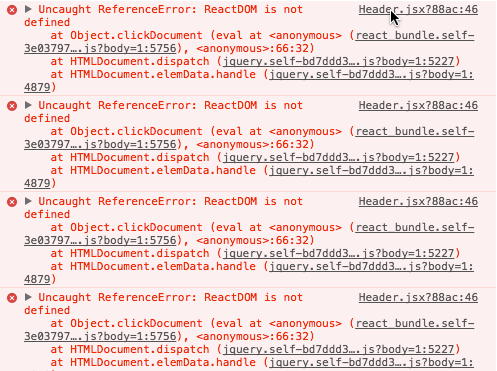 Uncaught ReferenceError: ReactDOM is not Header.jsx?88ac:46
defined
at Object.clickDocument (eval at <anonymous> (react_bundle.self-
3e03797….js?body=1:5756), <anonymous>:66:32)
at HTMLDocument.dispatch (jquery.self-bd7ddd3….js?body=1:5227)
at HTMLDocument.elemData.handle (jquery.self-bd7ddd3….js?body=1:
4879)
Uncaught ReferenceError: ReactDOM is not Header.jsx?88ac:46
defined
at Object.clickDocument (eval at <anonymous> (react_bundle.self-
3e03797….js?body=1:5756), <anonymous>:66:32)
at HTMLDocument.dispatch (jquery.self-bd7ddd3….js?body=1:5227)
at HTMLDocument.elemData.handle (jquery.self-bd7ddd3….js?body=1:
4879)
Uncaught ReferenceError: ReactDOM is not Header.jsx?88ac:46
defined
at Object.clickDocument (eval at <anonymous> (react_bundle.self-
3e03797….js?body=1:5756), <anonymous>:66:32)
at HTMLDocument.dispatch (jquery.self-bd7ddd3….js?body=1:5227)
at HTMLDocument.elemData.handle (jquery.self-bd7ddd3….js?body=1:
4879)
Uncaught ReferenceError: ReactDOM is not Header.jsx?88ac:46
defined
at Object.clickDocument (eval at <anonymous> (react_bundle.self-
3e03797….js?body=1:5756), <anonymous>:66:32)
at HTMLDocument.dispatch (jquery.self-bd7ddd3….js?body=1:5227)
at HTMLDocument.elemData.handle (jquery.self-bd7ddd3….js?body=1: